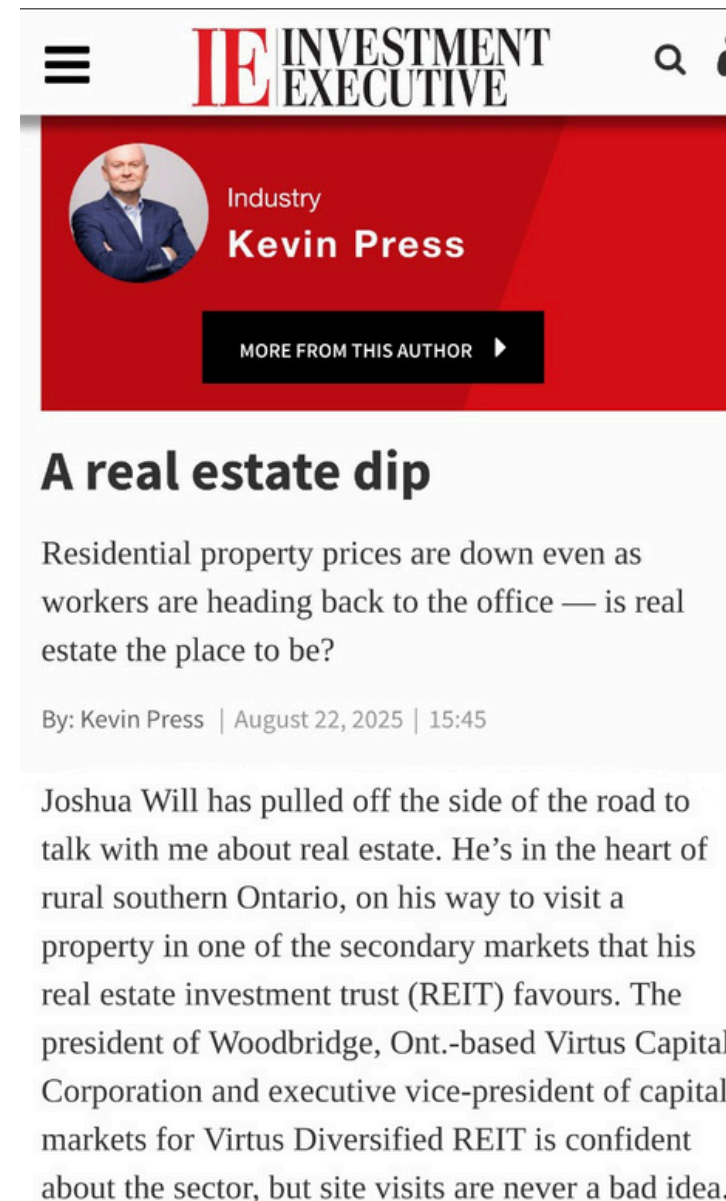 IE INVESTMENT
EXECUTIVE
Industry
Kevin Press
MORE FROM THIS AUTHOR
A real estate dip
Residential property prices are down even as
workers are heading back to the office — is real
estate the place to be?
By: Kevin Press | August 22, 2025 | 15:45
Joshua Will has pulled off the side of the road to
talk with me about real estate. He’s in the heart of
rural southern Ontario, on his way to visit a
property in one of the secondary markets that his
real estate investment trust (REIT) favours. The
president of Woodbridge, Ont.-based Virtus Capital
Corporation and executive vice-president of capital
markets for Virtus Diversified REIT is confident
about the sector, but site visits are never a bad idea.